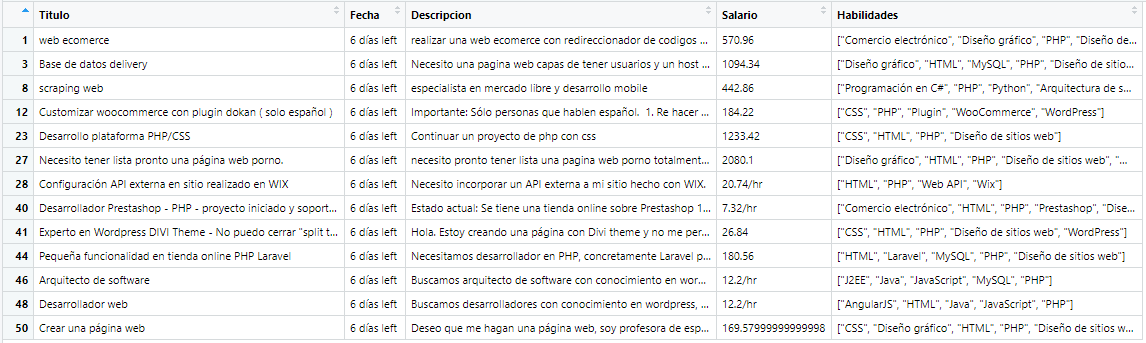 Titulo Fecha Descripcion Salario Habilidades
1 web ecomerce 6 días left realizar una web ecomerce con redireccionador de codigos ... 570.96 ["Comercio electrónico", "Diseño gráfico", "PHP", "Diseño de...
3 Base de datos delivery 6 días left Necesito una pagina web capas de tener usuarios y un host ... 1094.34 ["Diseño gráfico", "HTML", "MySQL", "PHP", "Diseño de sitio...
8 scraping web 6 días left especialista en mercado libre y desarrollo mobile 442.86 ["Programación en C#", "PHP", "Python", "Arquitectura de s...
12 Customizar woocommerce con plugin dokan ( solo español ) 6 días left Importante: Sólo personas que hablen español. 1. Re hacer ... 184.22 ["CSS", "PHP", "Plugin", "WooCommerce", "WordPress"]
23 Desarrollo plataforma PHP/CSS 6 días left Continuar un proyecto de php con css 1233.42 ["CSS", "HTML", "PHP", "Diseño de sitios web"]
27 Necesito tener lista pronto una página web porno. 6 días left necesito pronto tener lista una pagina web porno totalment... 2080.1 ["Diseño gráfico", "HTML", "PHP", "Diseño de sitios web", "...
28 Configuración API externa en sitio realizado en WIX 6 días left Necesito incorporar un API externa a mi sitio hecho con WIX. 20.74/hr ["HTML", "PHP", "Web API", "Wix"]
40 Desarrollador Prestashop - PHP - proyecto iniciado y soport... 6 días left Estado actual: Se tiene una tienda online sobre Prestashop 1... 7.32/hr ["Comercio electrónico", "HTML", "PHP", "Prestashop", "Dise...
41 Experto en Wordpress DIVI Theme - No puedo cerrar "split t... 6 días left Hola. Estoy creando una página con Divi theme y no me per... 26.84 ["CSS", "HTML", "PHP", "Diseño de sitios web", "WordPress"]
44 Pequeña funcionalidad en tienda online PHP Laravel 6 días left Necesitamos desarrollador en PHP, concretamente Laravel p... 180.56 ["HTML", "Laravel", "MySQL", "PHP", "Diseño de sitios web"]
46 Arquitecto de software 6 días left Buscamos arquitecto de software con conocimiento en wor... 12.2/hr ["J2EE", "Java", "JavaScript", "MySQL", "PHP"]
48 Desarrollador web 6 días left Buscamos desarrolladores con conocimiento en wordpress, ... 12.2/hr ["AngularJS", "HTML", "Java", "JavaScript", "PHP"]
50 Crear una página web 6 días left Deseo que me hagan una página web, soy profesora de esp... 169.57999999999998 ["CSS", "Diseño gráfico", "HTML", "PHP", "Diseño de sitios w...